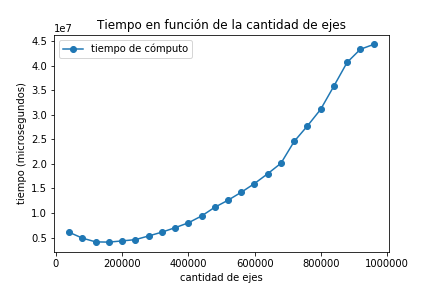 Tiempo en función de la cantidad de ejes
1e7
tiempo de cómputo
4.5
4.0
3.5
3.0
2.5
2.0
1.5
1.0
0.5
tiempo (microsegundos)
0 200000 400000 600000 800000 1000000
cantidad de ejes